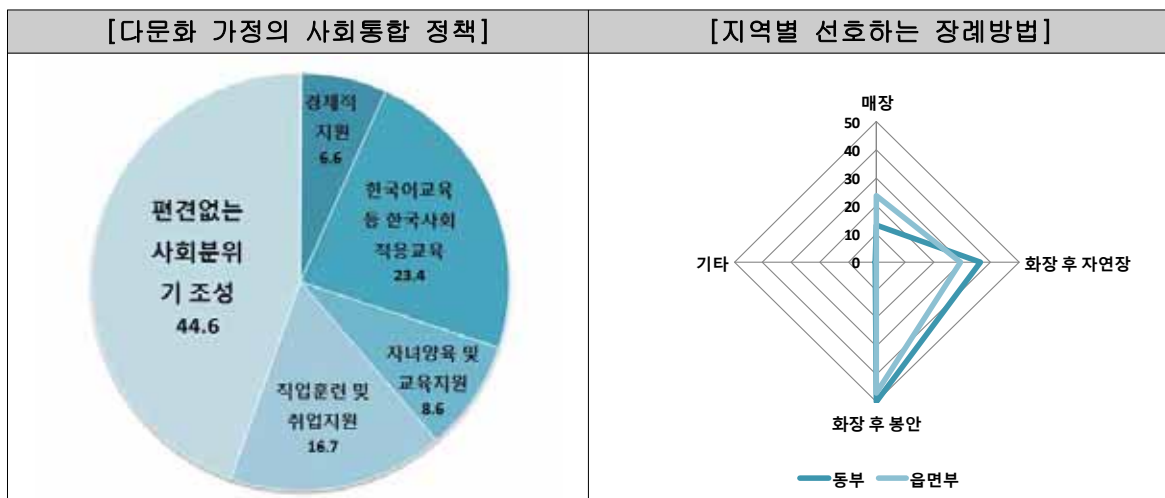 [다문화 가정의 사회통합 정책]
[지역별 선호하는 장례방법]
경제적
지원
6.6
한국어교육
등 한국사회
적응교육
23.4
자녀양육 및
교육지원
8.6
직업훈련 및
취업지원
16.7
편견없는
사회분위
기 조성
44.6
매장
50
40
30
20
10
0
기타
화장 후 자연장
화장 후 봉안
동부
읍면부